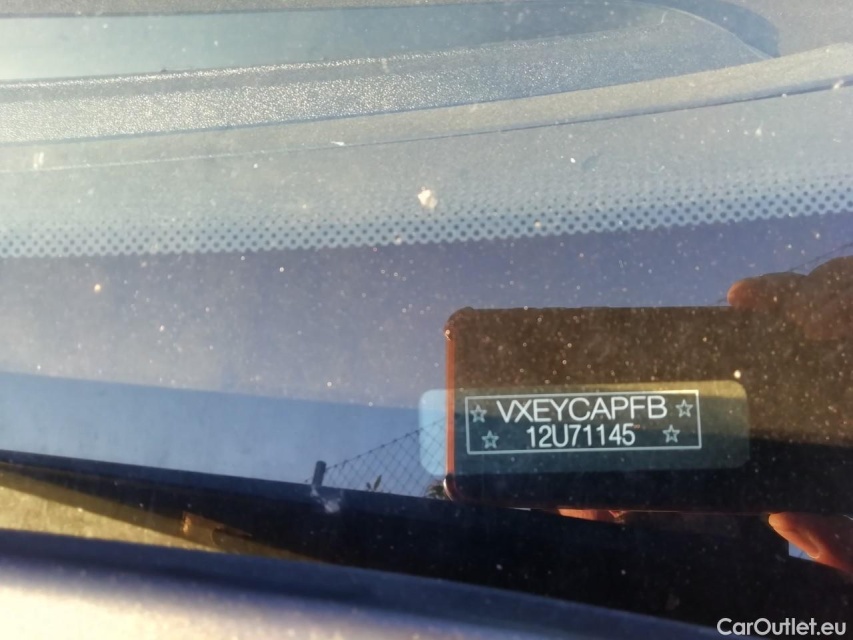 ☆ VXEYCAPFB ☆
☆ 12U71145 ☆
CarOutlet.eu